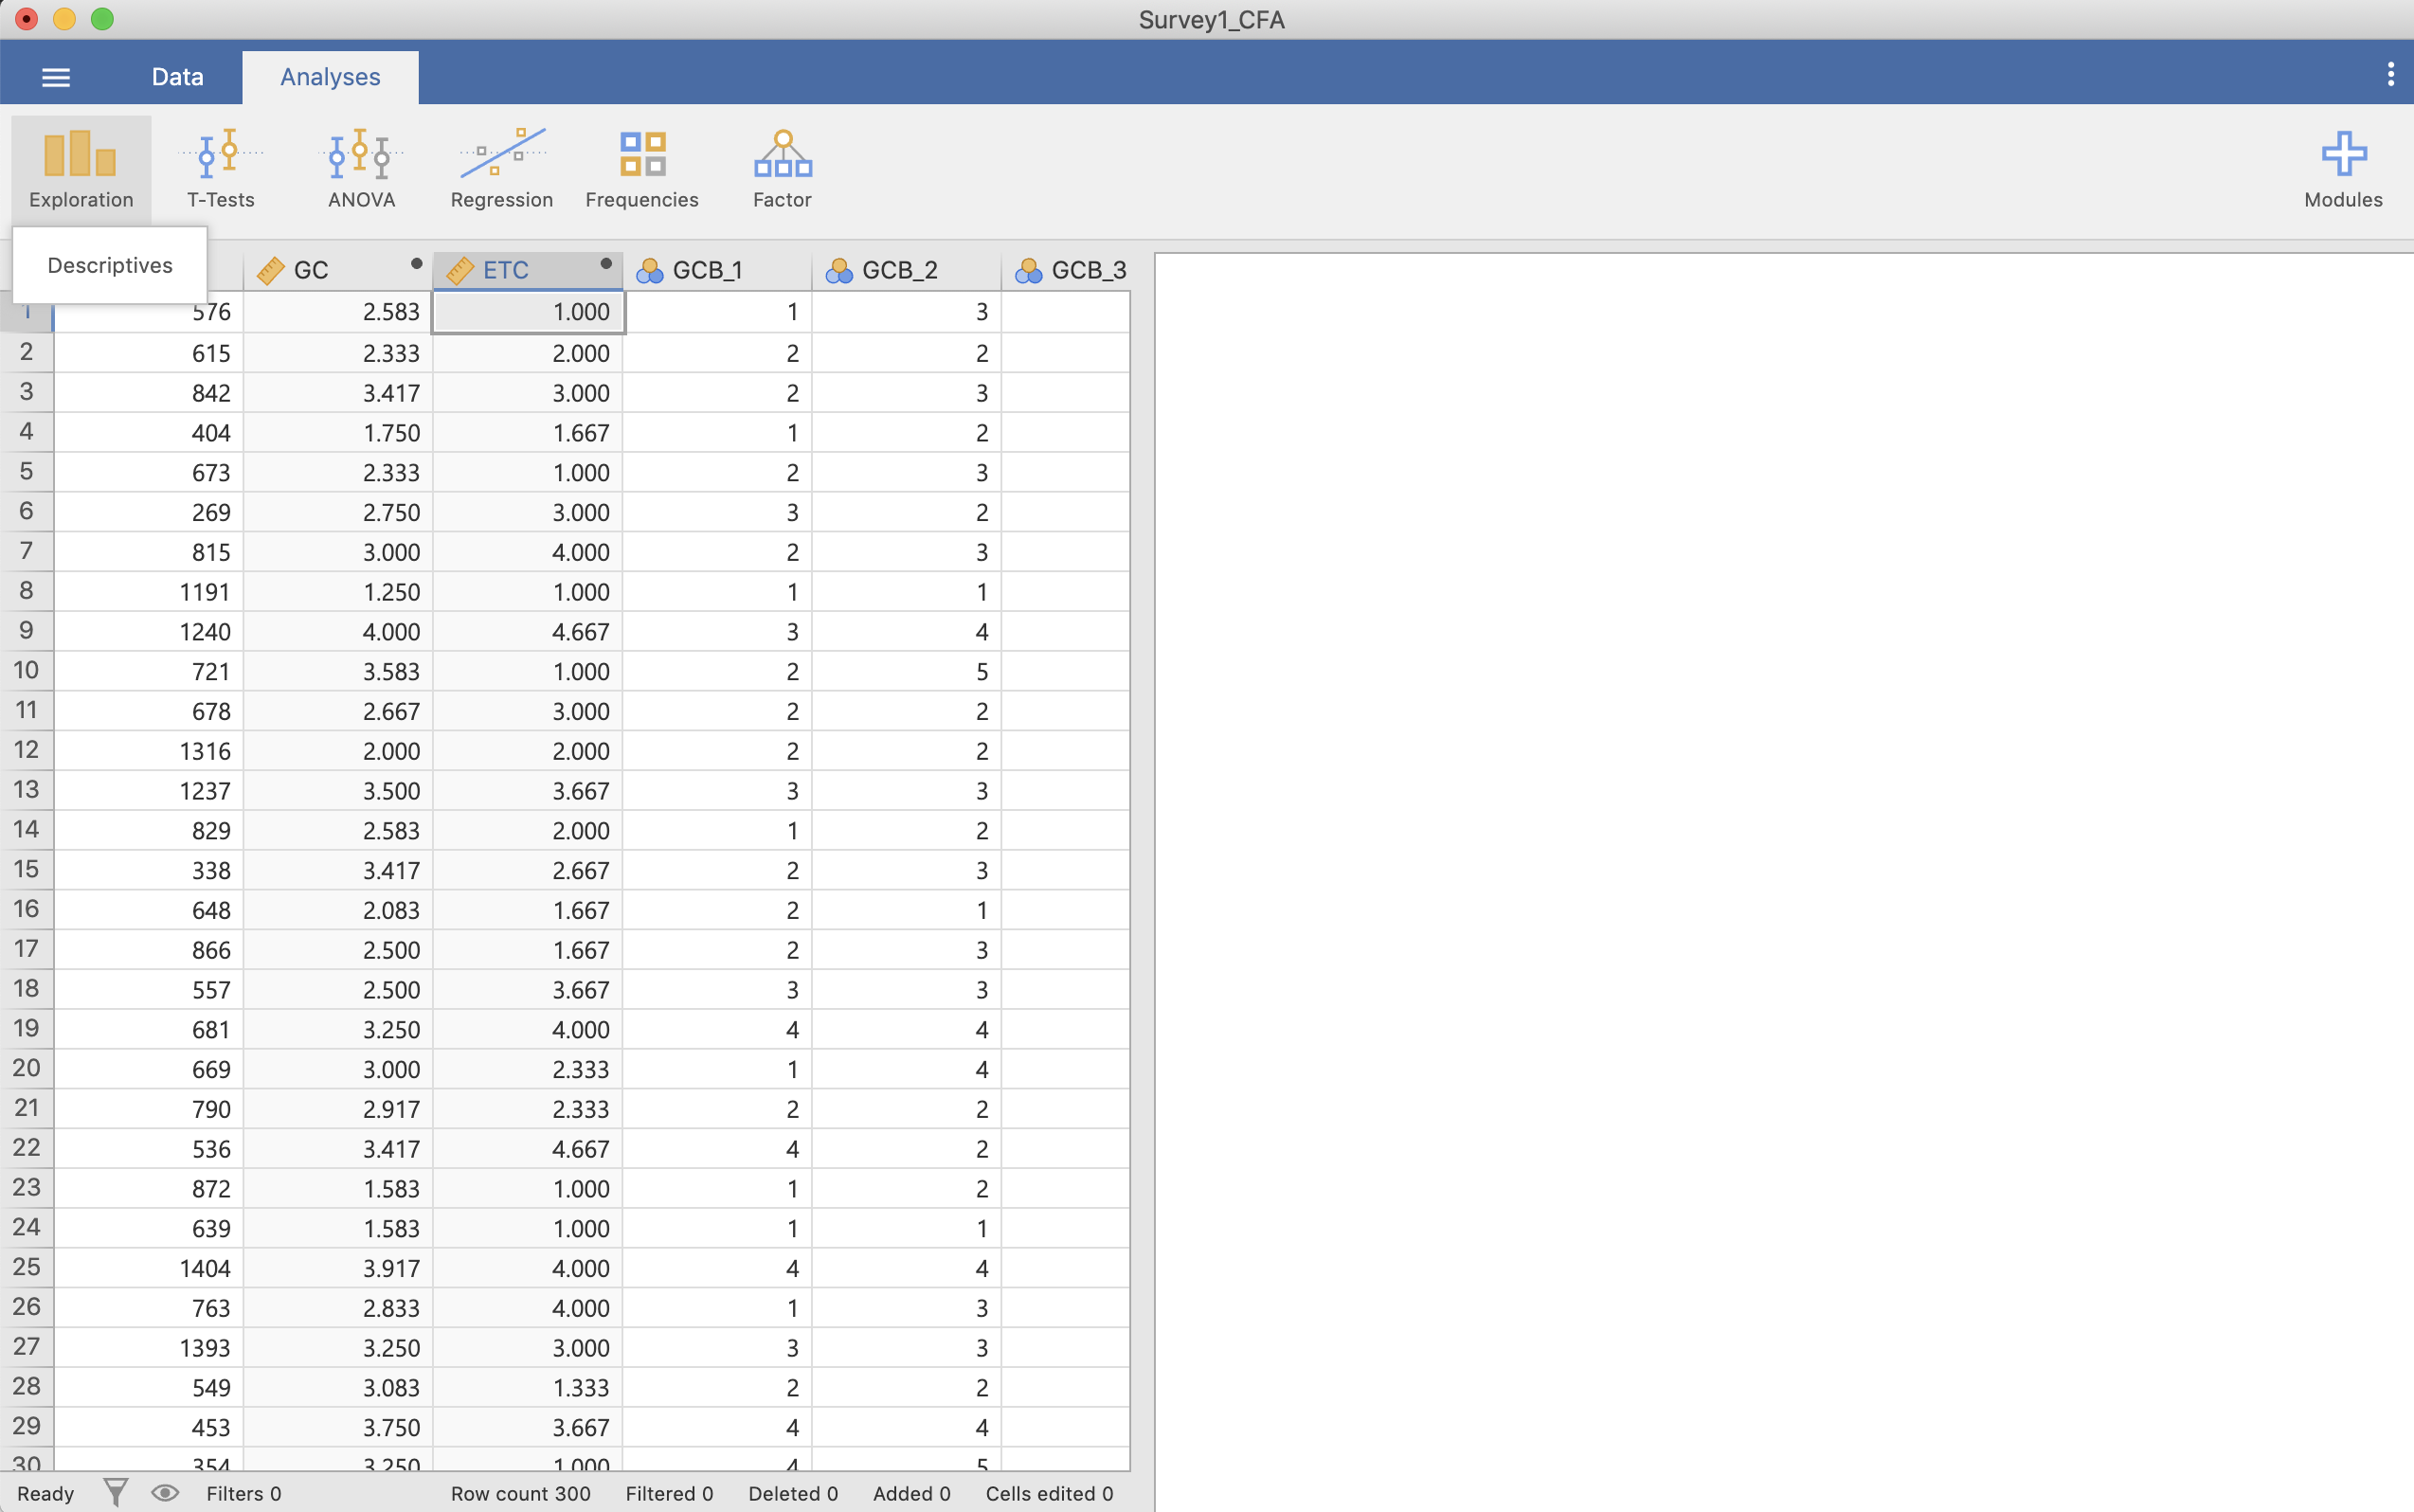 Survey1_CFA
Data Analyses
Exploration T-Tests ANOVA Regression Frequencies Factor Modules
Descriptives
GC ETC GCB_1 GCB_2 GCB_3
1 576 2.583 1.000 1 3
2 615 2.333 2.000 2 2
3 842 3.417 3.000 2 3
4 404 1.750 1.667 1 2
5 673 2.333 1.000 2 3
6 269 2.750 3.000 3 2
7 815 3.000 4.000 2 3
8 1191 1.250 1.000 1 1
9 1240 4.000 4.667 3 4
10 721 3.583 1.000 2 5
11 678 2.667 3.000 2 2
12 1316 2.000 2.000 2 2
13 1237 3.500 3.667 3 3
14 829 2.583 2.000 1 2
15 338 3.417 2.667 2 3
16 648 2.083 1.667 2 1
17 866 2.500 1.667 2 3
18 557 2.500 3.667 3 3
19 681 3.250 4.000 4 4
20 669 3.000 2.333 1 4
21 790 2.917 2.333 2 2
22 536 3.417 4.667 4 2
23 872 1.583 1.000 1 2
24 639 1.583 1.000 1 1
25 1404 3.917 4.000 4 4
26 763 2.833 4.000 1 3
27 1393 3.250 3.000 3 3
28 549 3.083 1.333 2 2
29 453 3.750 3.667 4 4
30 354 3.250 1.000 4 5
Ready Filters 0 Row count 300 Filtered 0 Deleted 0 Added 0 Cells edited 0